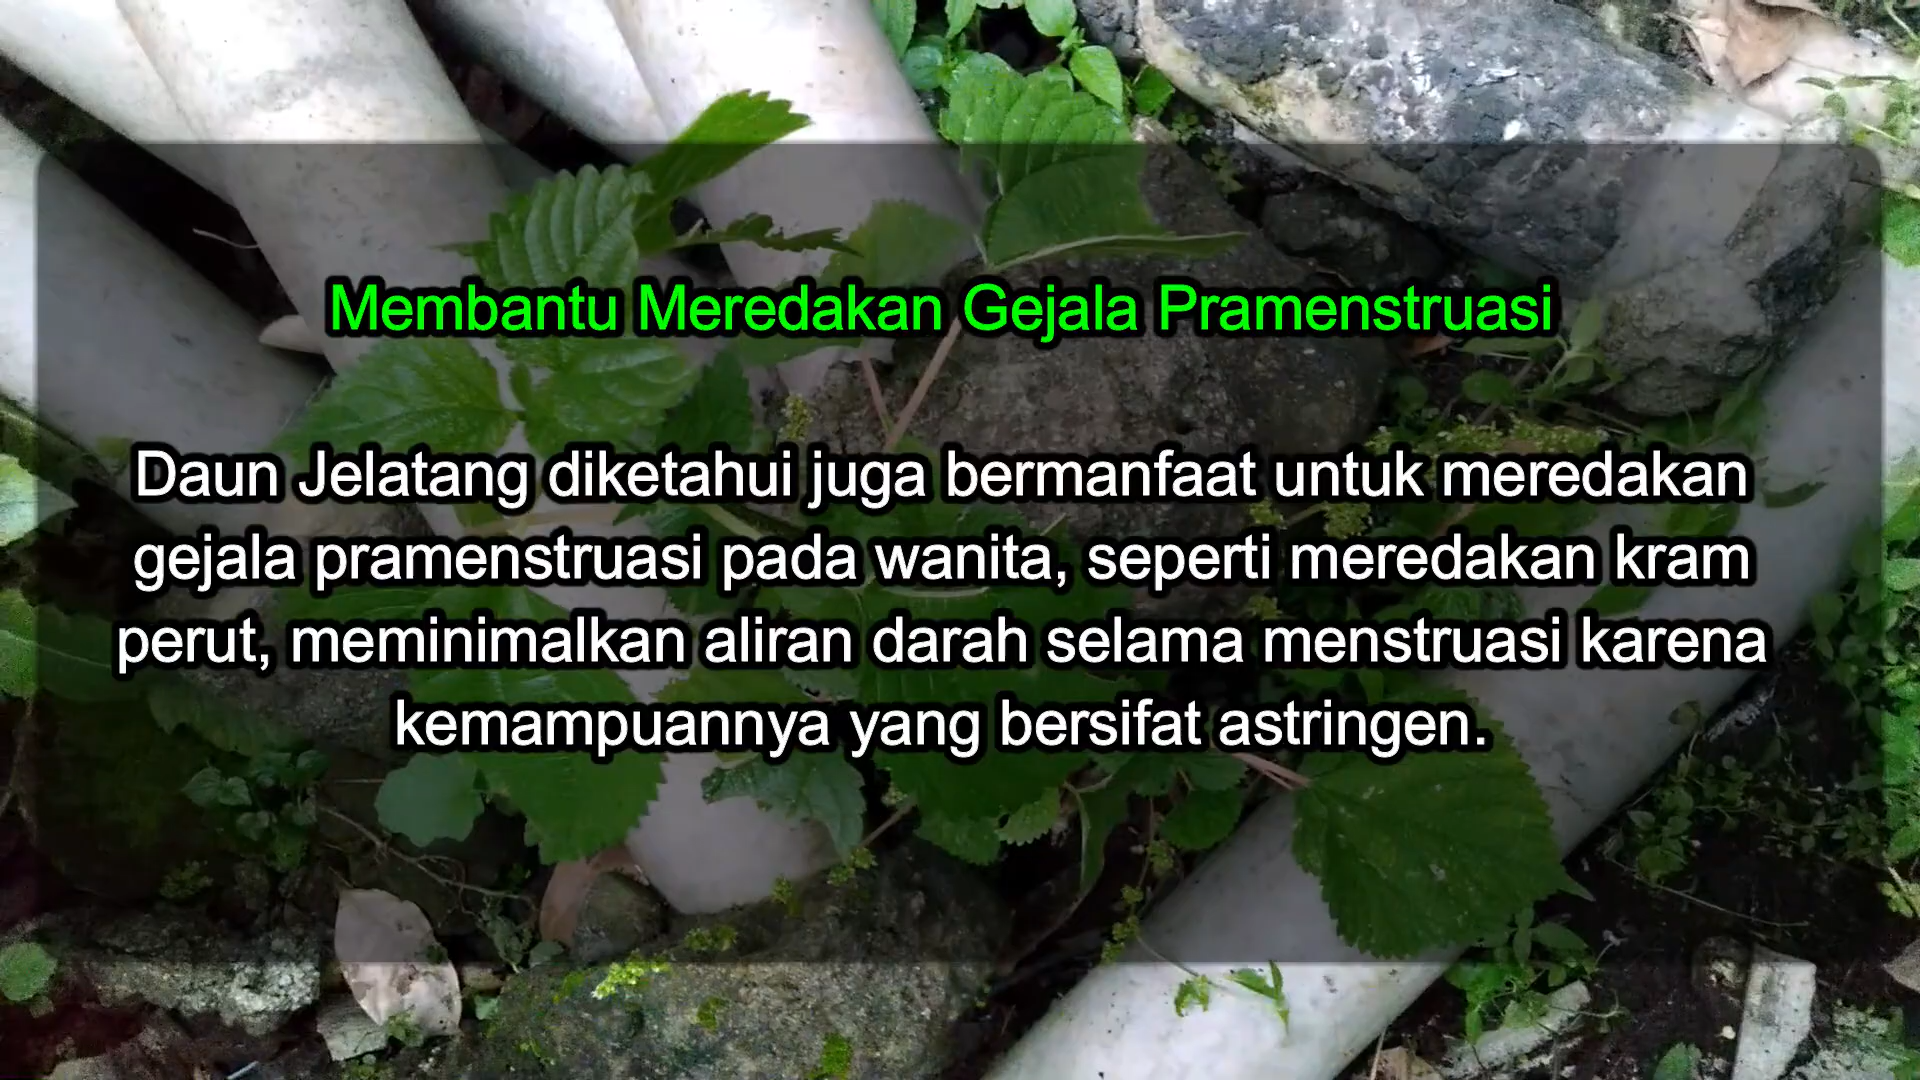 Membantu Meredakan Gejala Pramenstruasi
Daun Jelatang diketahui juga bermanfaat untuk meredakan
gejala pramenstruasi pada wanita, seperti meredakan kram
perut, meminimalkan aliran darah selama menstruasi karena
kemampuannya yang bersifat astringen.